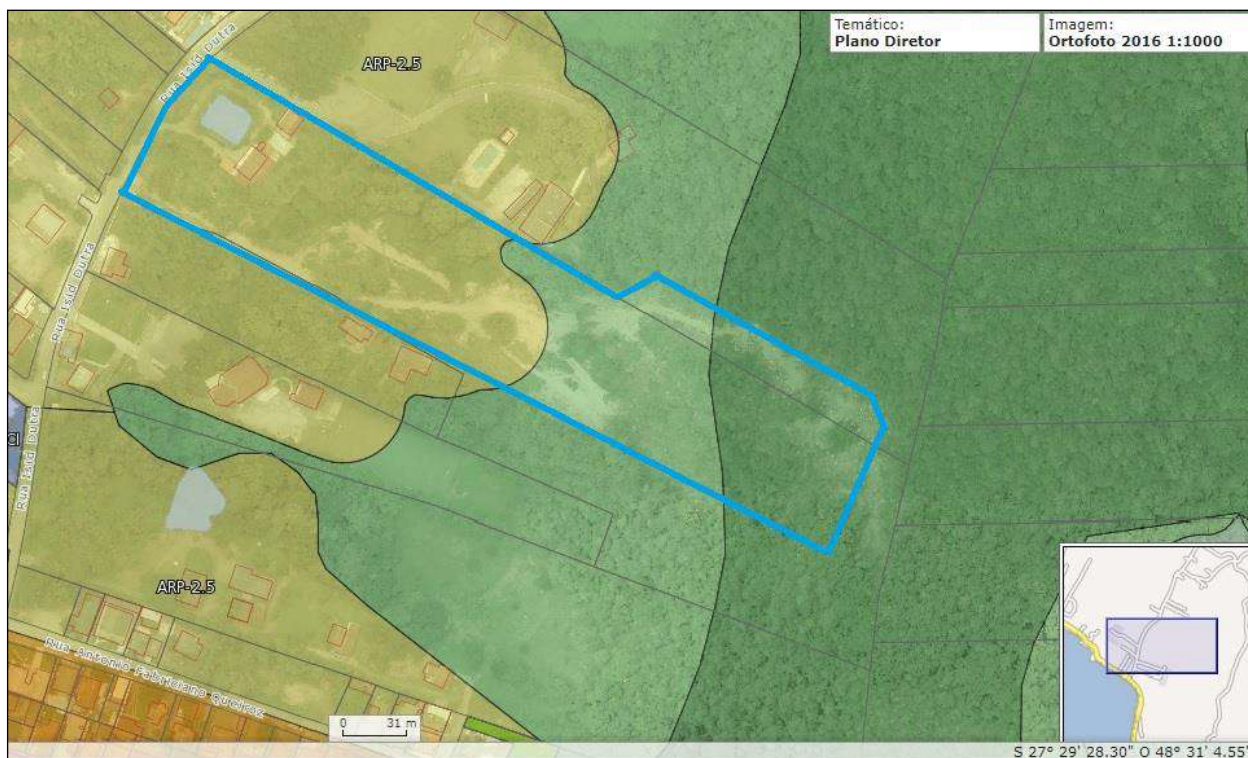 Temático:
Plano Diretor
Imagem:
Ortofoto 2016 1:1000
Rua Isid Dutra
ARP-2.5
Rua Isid Dutra
CI
Rua Isid Dutra
ARP-2.5
Rua Antonio Fabriciano Queiroz
0 31 m
S 27° 29' 28.30" O 48° 31' 4.55"